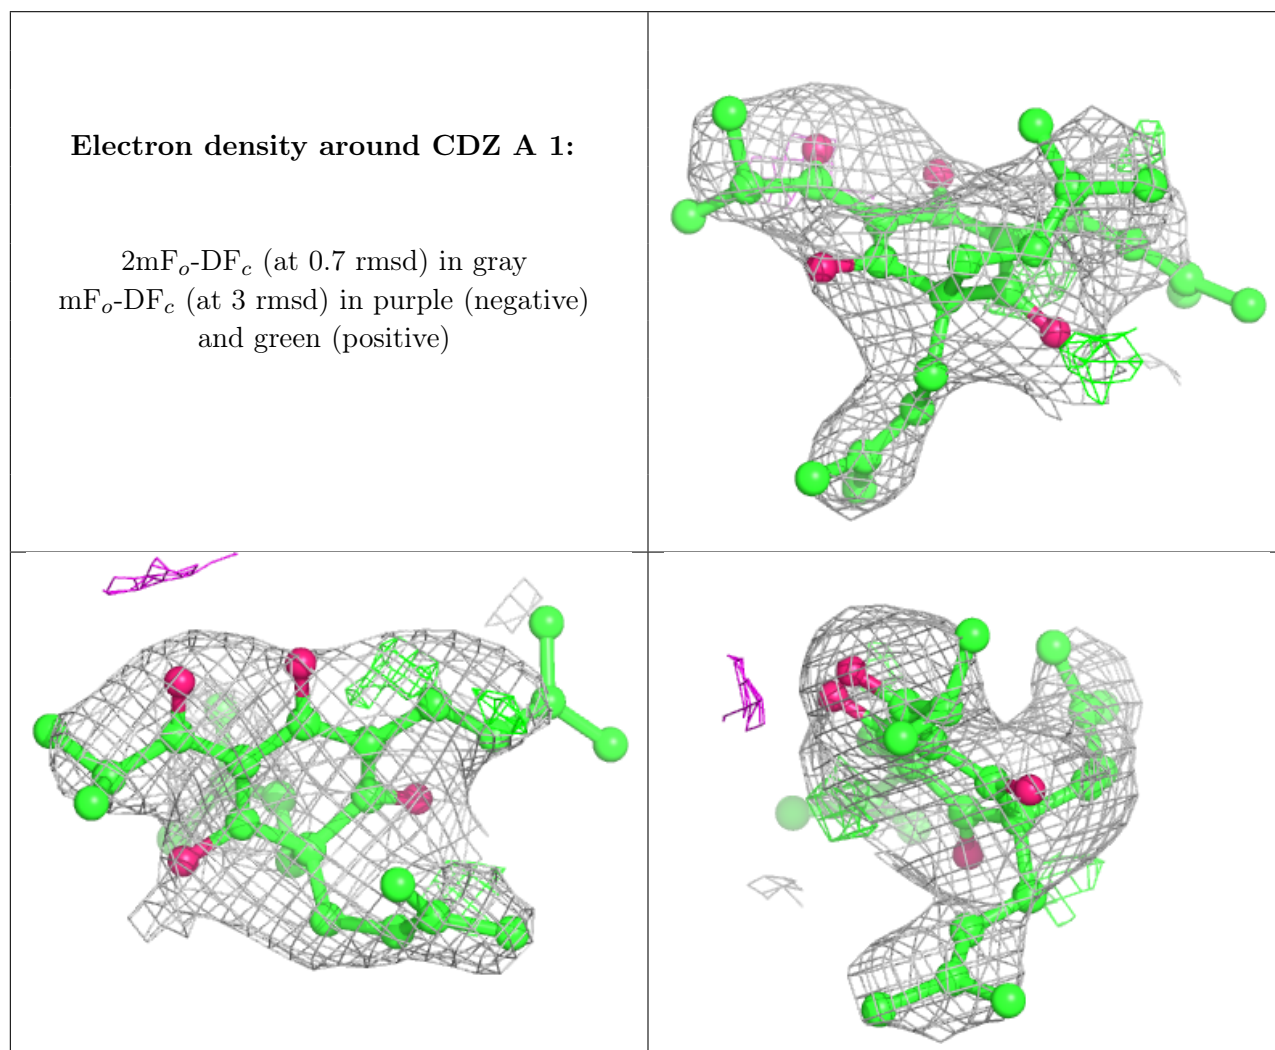 Electron density around CDZ A 1:
2mFo-DFc (at 0.7 rmsd) in gray
mFo-DFc (at 3 rmsd) in purple (negative)
and green (positive)